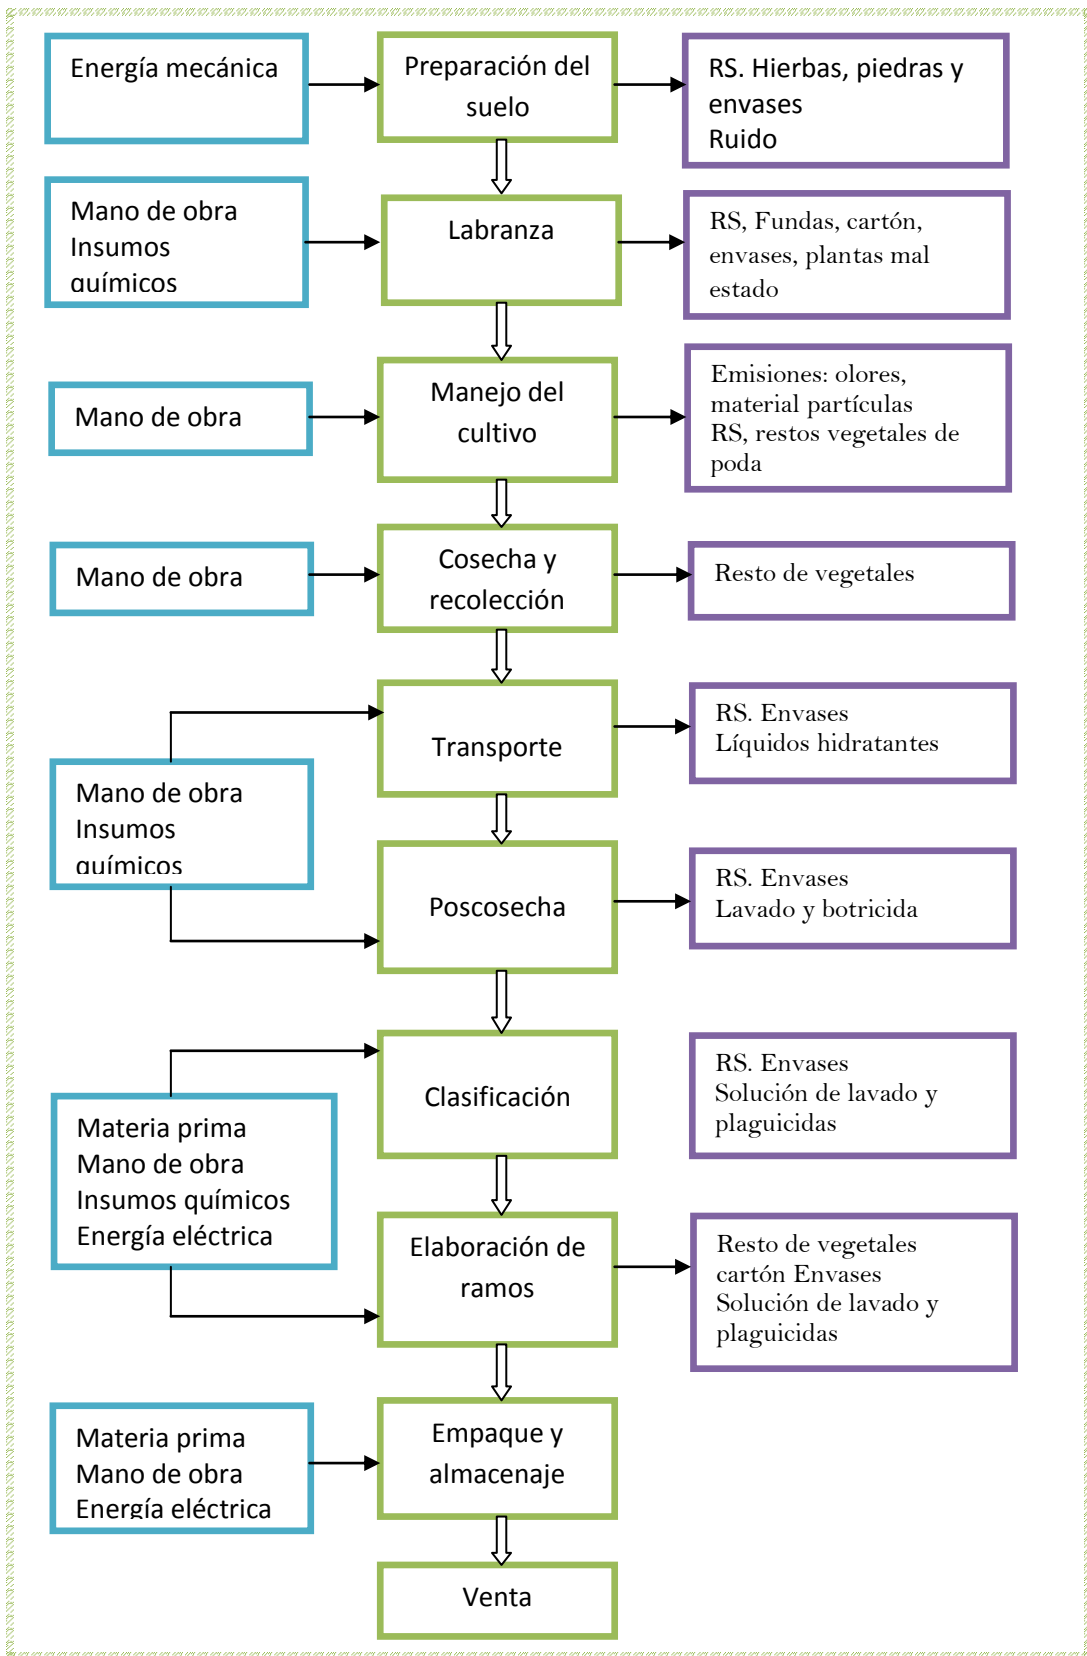 Energía mecánica
Preparación del
suelo
RS. Hierbas, piedras y
envases
Ruido
Mano de obra
Insumos
químicos
Labranza
RS, Fundas, cartón,
envases, plantas mal
estado
Mano de obra
Manejo del
cultivo
Emisiones: olores,
material partículas
RS, restos vegetales de
poda
Mano de obra
Cosecha y
recolección
Resto de vegetales
Transporte
RS. Envases
Líquidos hidratantes
Mano de obra
Insumos
químicos
Poscosecha
RS. Envases
Lavado y botricida
Clasificación
RS. Envases
Solución de lavado y
plaguicidas
Materia prima
Mano de obra
Insumos químicos
Energía eléctrica
Elaboración de
ramos
Resto de vegetales
cartón Envases
Solución de lavado y
plaguicidas
Materia prima
Mano de obra
Energía eléctrica
Empaque y
almacenaje
Venta